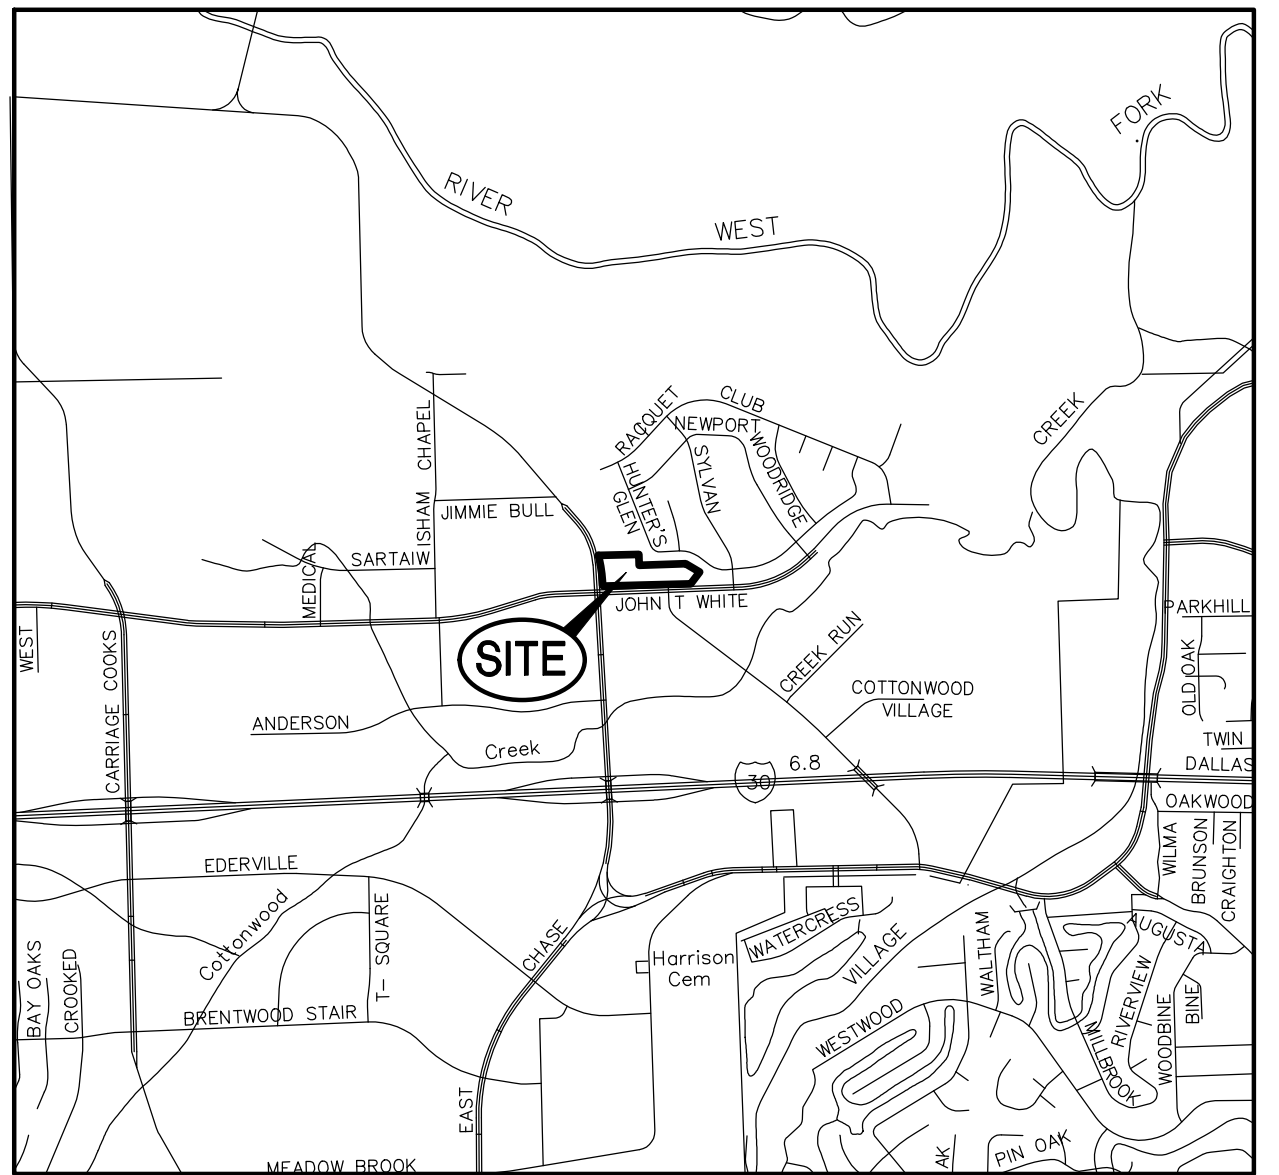 FORK
RIVER
WEST
CLUB
RACQUET
NEWPORT
CREEK
ISHAM CHAPEL
HUNTER'S
GLEN
SYLVAN
WOODRIDGE
JIMMIE BULL
SARTAIW
MEDICAL
JOHN T WHITE
PARKHILL
WEST
SITE
CREEK RUN
CARRIAGE COOKS
OLD OAK
COTTONWOOD
VILLAGE
ANDERSON
Creek
TWIN
6.8
30
DALLAS
OAKWOOD
EDERVILLE
WILMA
BRUNSON
CRAIGHTON
Cottonwood
T- SQUARE
CHASE
WATERCRESS
VILLAGE
WALTHAM
AUGUSTA
BAY OAKS
CROOKED
Harrison
Cem
RIVERVIEW
BRENTWOOD STAIR
WESTWOOD
MILLBROOK
WOODBINE
BINE
EAST
MEADOW BROOK
AK
PIN OAK